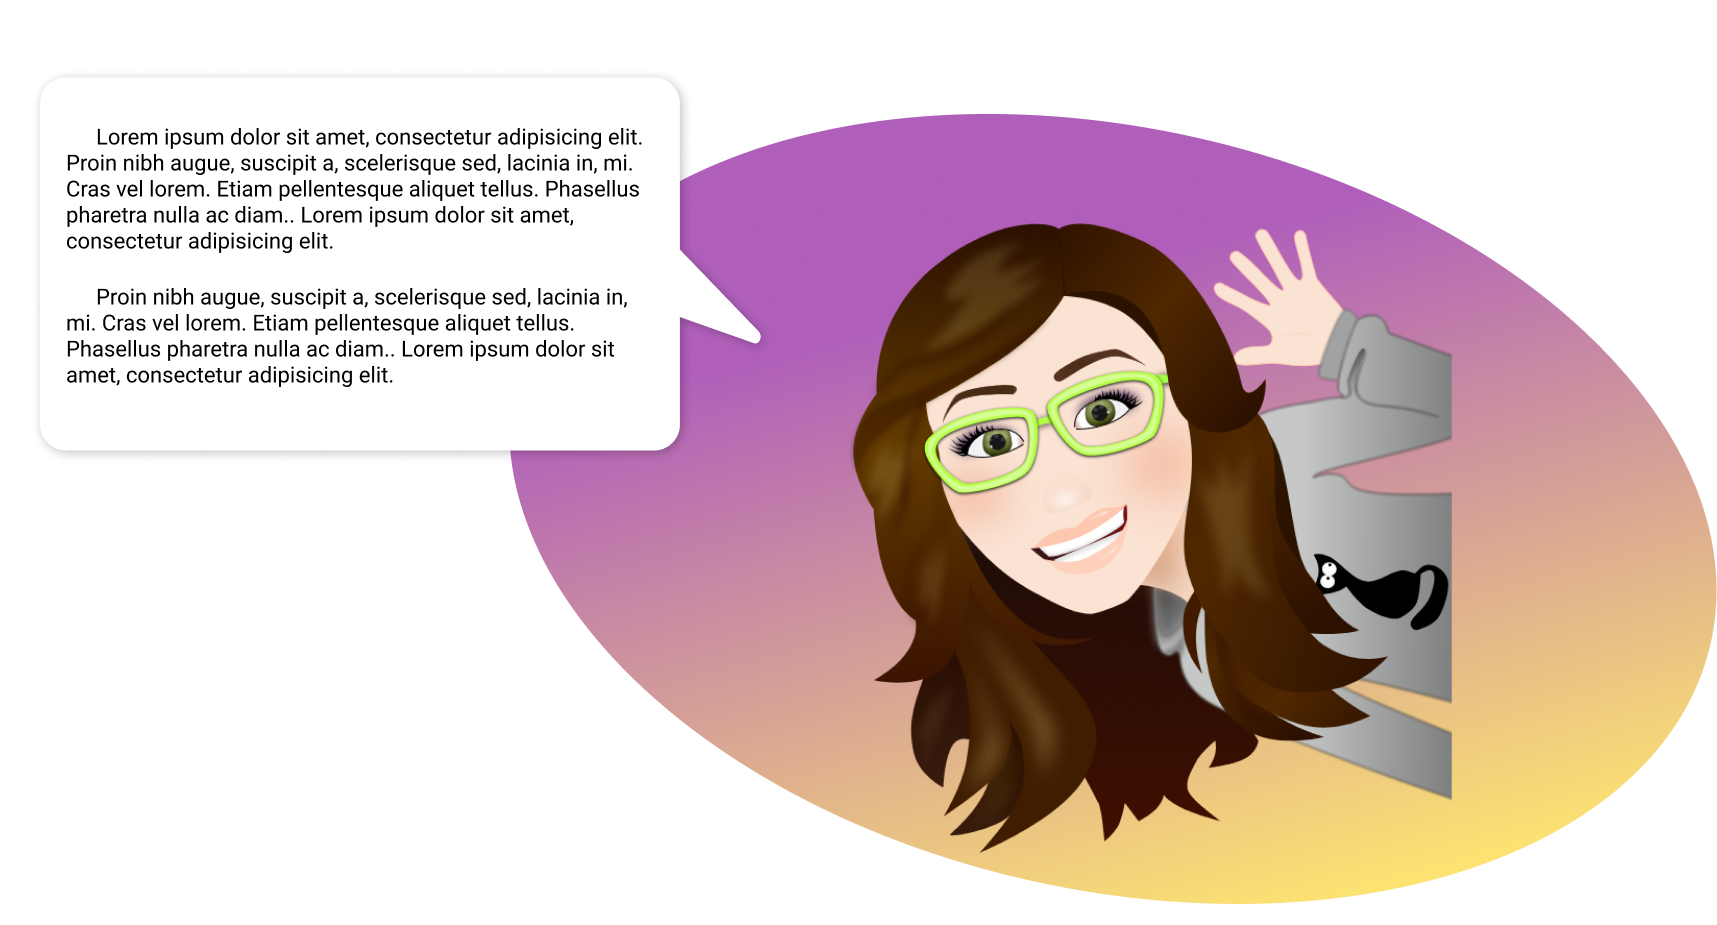 Lorem ipsum dolor sit amet, consectetur adipisicing elit.
Proin nibh augue, suscipit a, scelerisque sed, lacinia in, mi.
Cras vel lorem. Etiam pellentesque aliquet tellus. Phasellus
pharetra nulla ac diam.. Lorem ipsum dolor sit amet,
consectetur adipisicing elit.
Proin nibh augue, suscipit a, scelerisque sed, lacinia in,
mi. Cras vel lorem. Etiam pellentesque aliquet tellus.
Phasellus pharetra nulla ac diam.. Lorem ipsum dolor sit
amet, consectetur adipisicing elit.